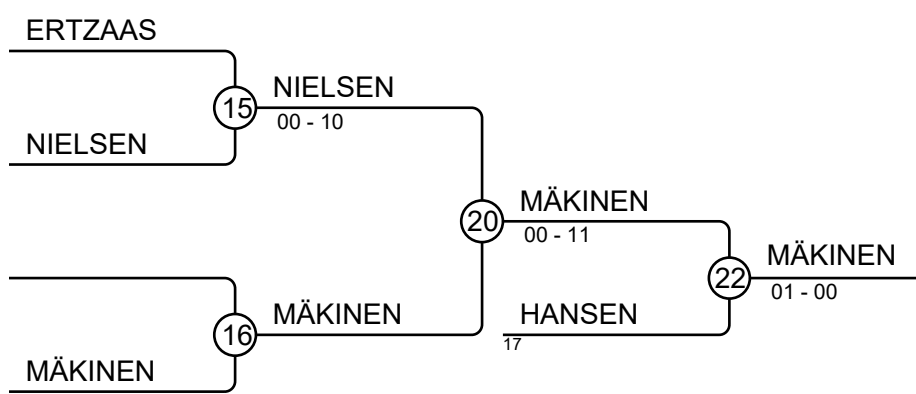 ERTZAAS
15
NIELSEN
00 - 10
NIELSEN
20
MÄKINEN
00 - 11
22
MÄKINEN
01 - 00
16
MÄKINEN
HANSEN
17
MÄKINEN